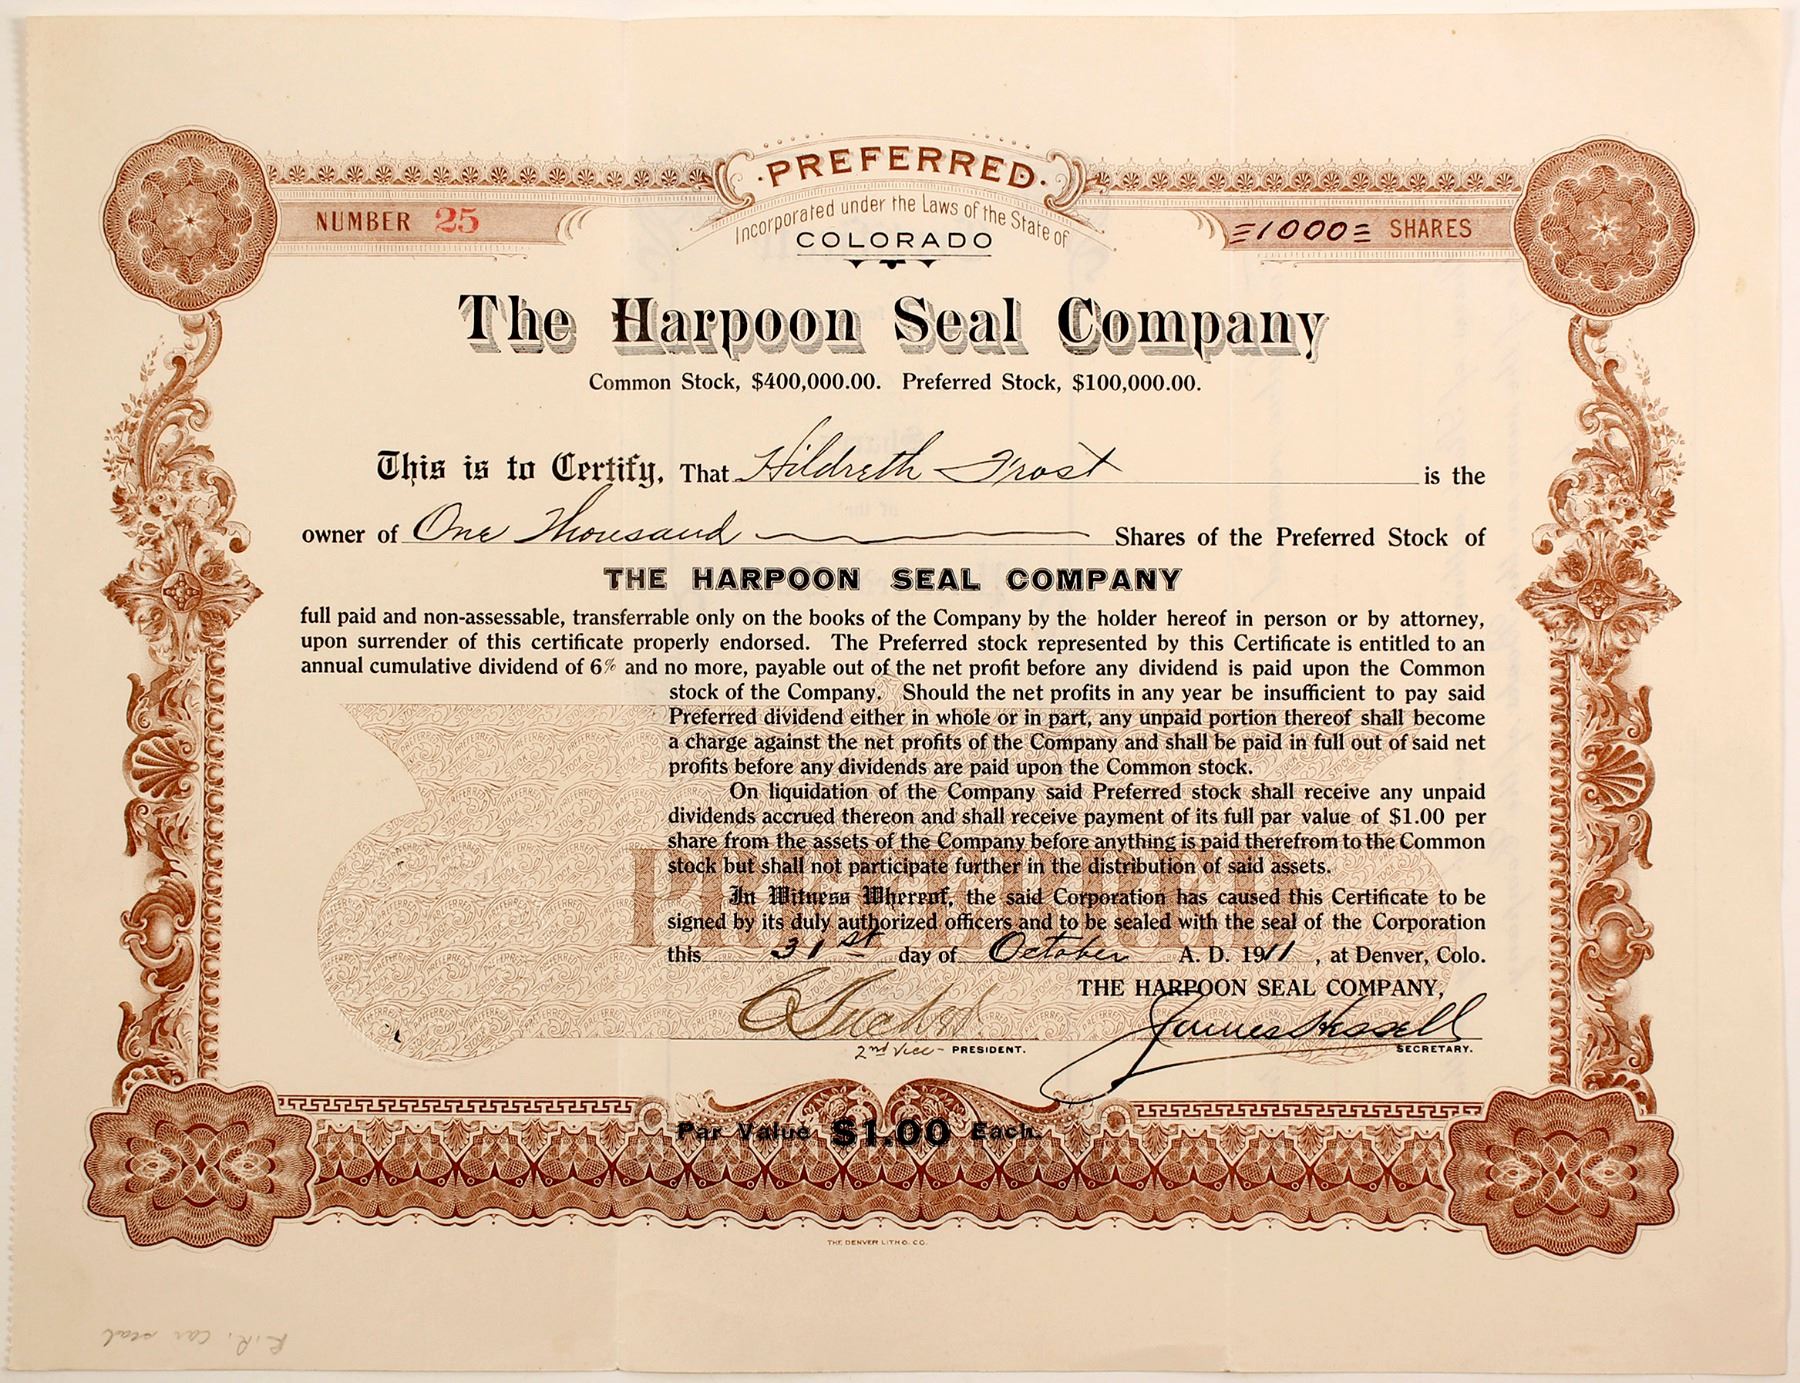 PREFERRED
Incorporated under the Laws of the State of
COLORADO
NUMBER 25
=1000= SHARES
The Harpoon Seal Company
Common Stock, $400,000.00. Preferred Stock, $100,000.00.
This is to Certify, That Hildreth Frost is the
owner of One Thousand Shares of the Preferred Stock of
THE HARPOON SEAL COMPANY
full paid and non-assessable, transferrable only on the books of the Company by the holder hereof in person or by attorney,
upon surrender of this certificate properly endorsed. The Preferred stock represented by this Certificate is entitled to an
annual cumulative dividend of 6% and no more, payable out of the net profit before any dividend is paid upon the Common
stock of the Company. Should the net profits in any year be insufficient to pay said
Preferred dividend either in whole or in part, any unpaid portion thereof shall become
a charge against the net profits of the Company and shall be paid in full out of said net
profits before any dividends are paid upon the Common stock.
On liquidation of the Company said Preferred stock shall receive any unpaid
dividends accrued thereon and shall receive payment of its full par value of $1.00 per
share from the assets of the Company before anything is paid therefrom to the Common
stock but shall not participate further in the distribution of said assets.
PREFERRED
In Witness Whereof, the said Corporation has caused this Certificate to be
signed by its duly authorized officers and to be sealed with the seal of the Corporation
this 31st day of October A. D. 1911, at Denver, Colo.
THE HARPOON SEAL COMPANY,
2nd Vice- PRESIDENT.
SECRETARY.
Par Value $1.00 Each.
THE DENVER LITHO. CO.
R.R. car seal